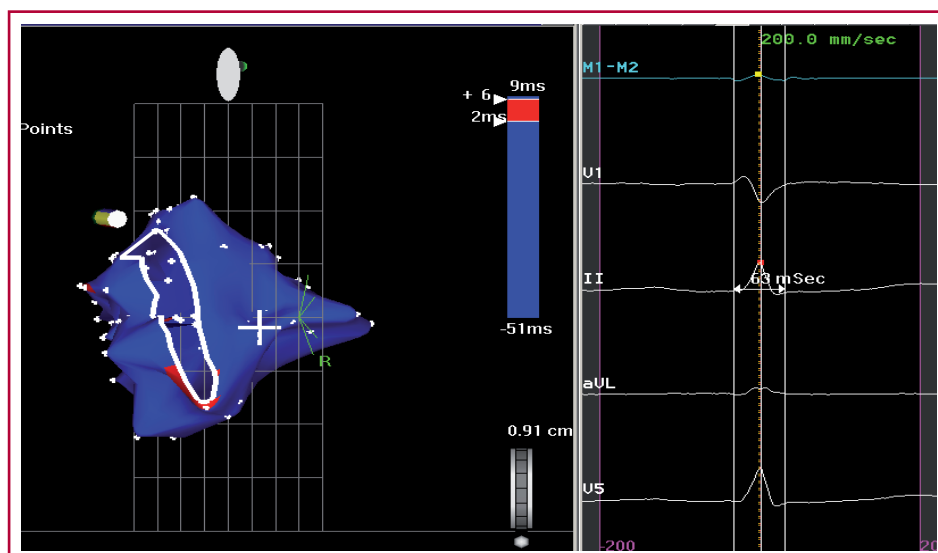 Points
+ 6
9ms
2ms
-51ms
0.91 cm
R
200.0 mm/sec
M1-M2
V1
II
63 mSec
aVL
V5
-200
20